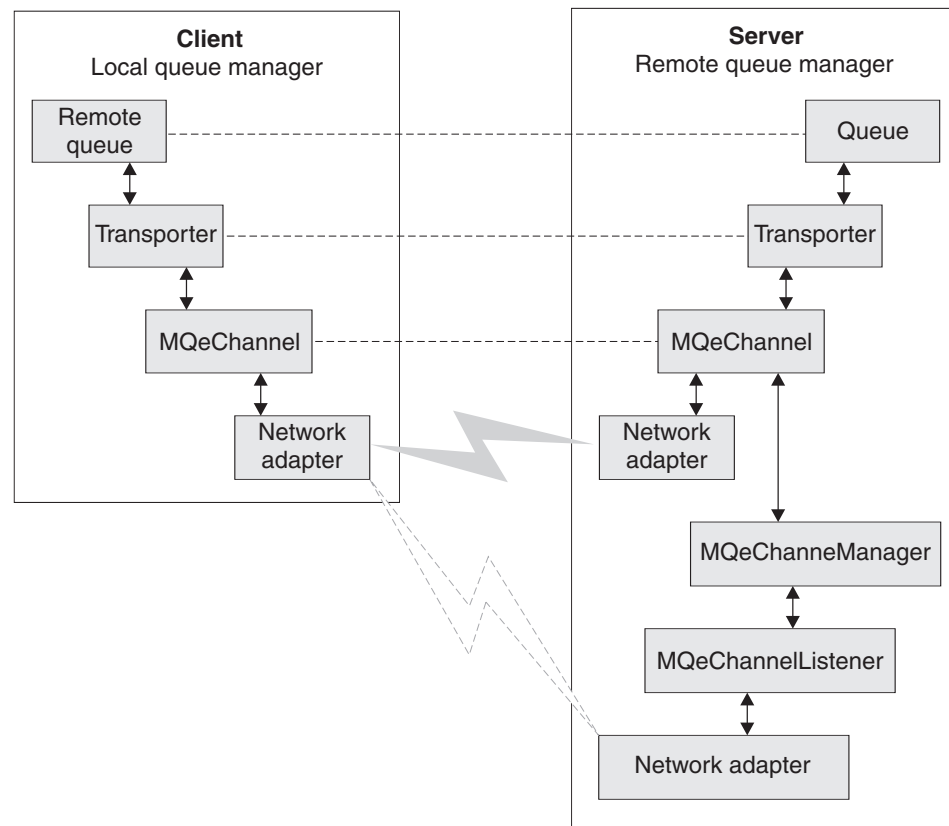 Client
Local queue manager
Remote
queue
Transporter
MQeChannel
Network
adapter
Server
Remote queue manager
Queue
Transporter
MQeChannel
Network
adapter
MQeChanneManager
MQeChannelListener
Network adapter